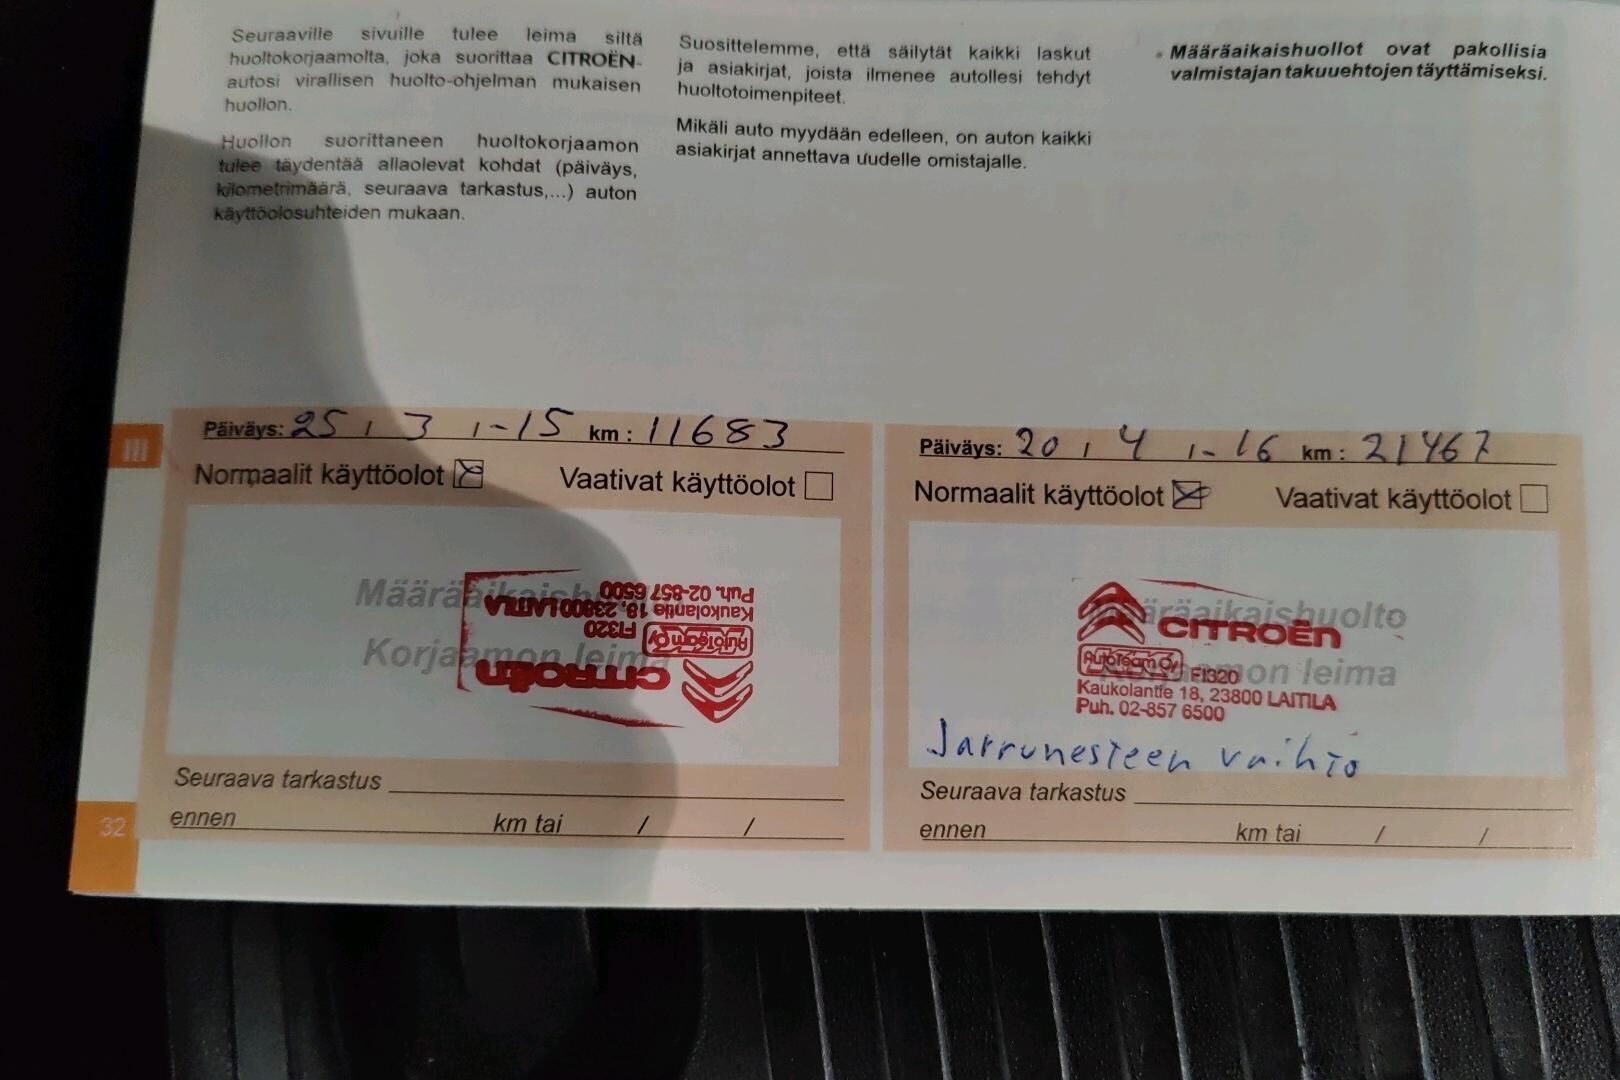 Seuraaville sivuille tulee leima siltä
huoltokorjaamolta, joka suorittaa CITROËN-
autosi virallisen huolto-ohjelman mukaisen
huollon.
Huollon suorittaneen huoltokorjaamon
tulee täydentää allaolevat kohdat (päiväys,
kilometrimäärä, seuraava tarkastus,...) auton
käyttöolosuhteiden mukaan.
Suosittelemme, että säilytät kaikki laskut
ja asiakirjat, joista ilmenee autollesi tehdyt
huoltotoimenpiteet.
Mikäli auto myydään edelleen, on auton kaikki
asiakirjat annettava uudelle omistajalle.
Määräaikaishuollot ovat pakollisia
valmistajan takuuehtojen täyttämiseksi.
Päiväys: 25 / 3 / -15 km : 11683
Normaalit käyttöolot Vaativat käyttöolot
Määräaikaishuolto
Korjaamon leima
CITROËN
AutoTeam Oy FI320
Kaukolantie 18, 23800 LAITILA
Puh. 02-857 6500
Seuraava tarkastus
ennen km tai / /
Päiväys: 20 / 4 / -16 km : 21467
Normaalit käyttöolot Vaativat käyttöolot
Määräaikaishuolto
Korjaamon leima
CITROËN
AutoTeam Oy FI320
Kaukolantie 18, 23800 LAITILA
Puh. 02-857 6500
Jarrunesteen vaihto
Seuraava tarkastus
ennen km tai / /
III
32